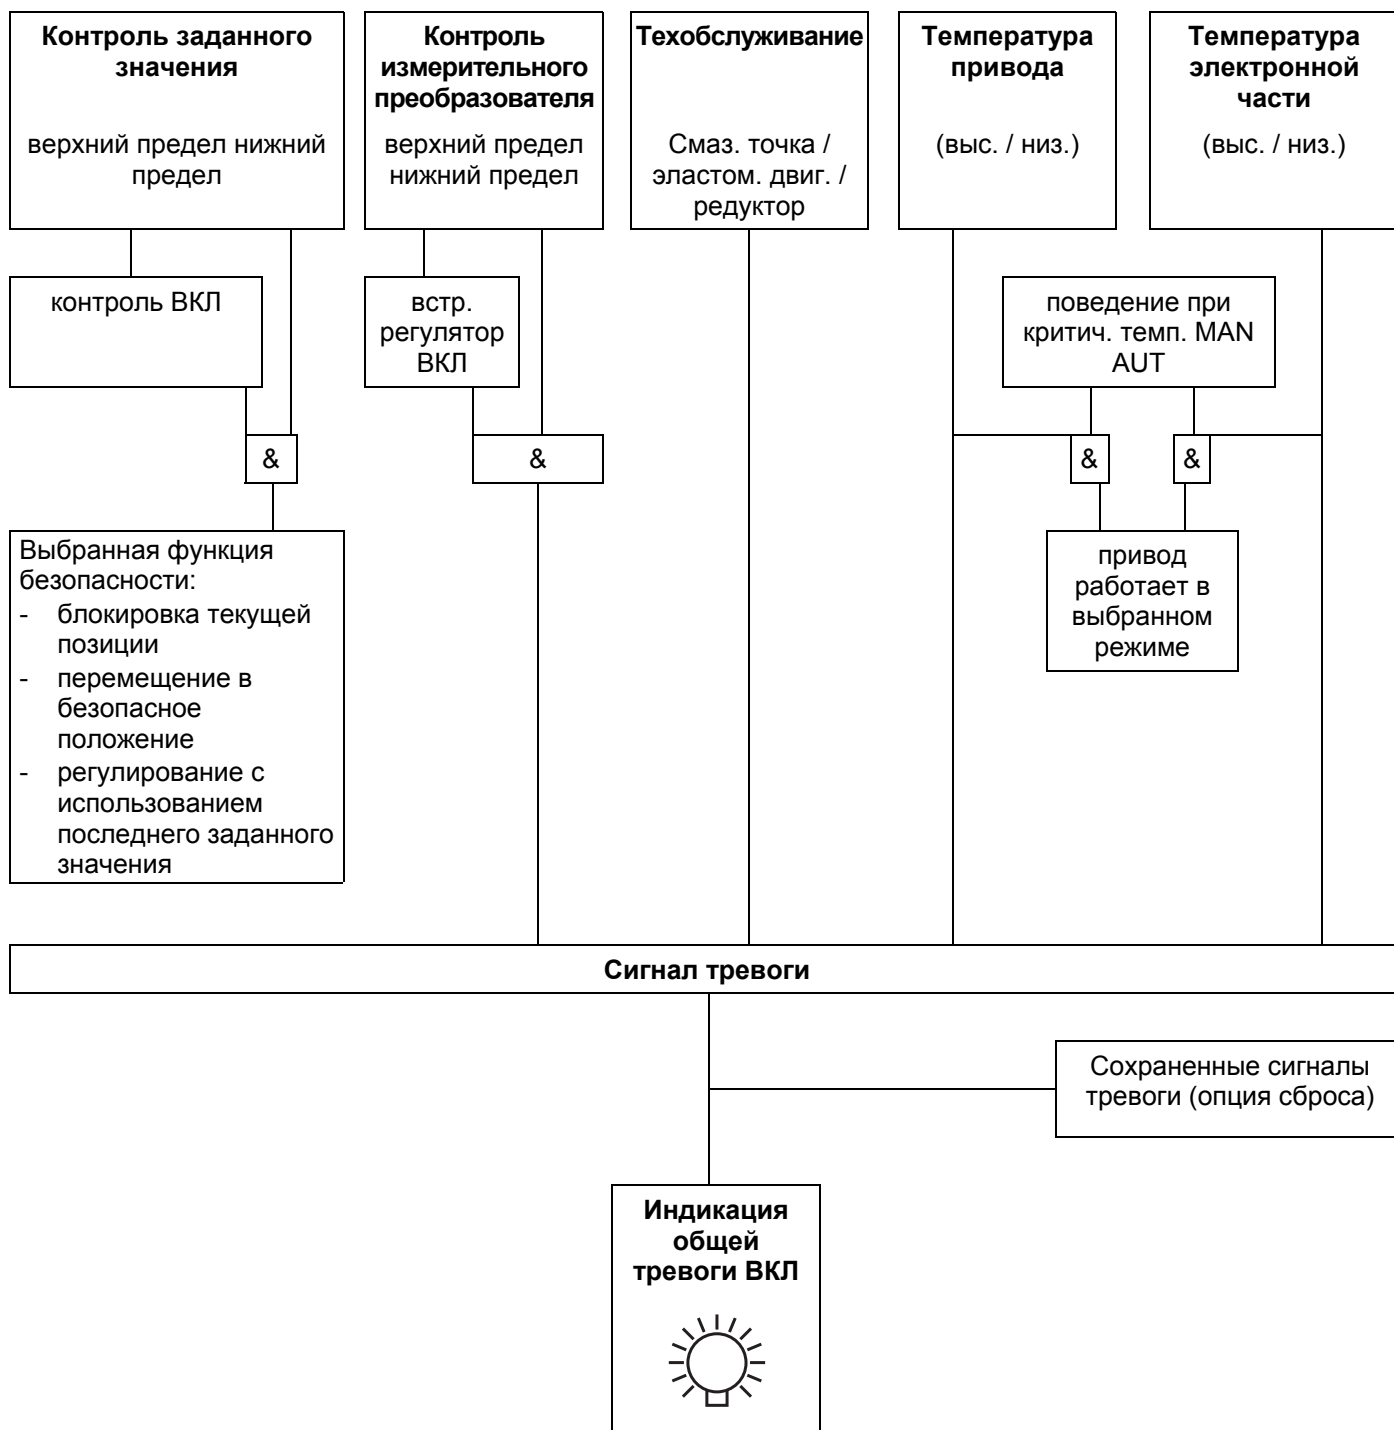 Контроль заданного
значения
верхний предел нижний
предел
Контроль
измерительного
преобразователя
верхний предел
нижний предел
Техобслуживание
Смаз. точка /
эластом. двиг. /
редуктор
Температура
привода
(выс. / низ.)
Температура
электронной
части
(выс. / низ.)
контроль ВКЛ
встр.
регулятор
ВКЛ
поведение при
критич. темп. MAN
AUT
&
&
&
&
Выбранная функция
безопасности:
- блокировка текущей
позиции
- перемещение в
безопасное
положение
- регулирование с
использованием
последнего заданного
значения
привод
работает в
выбранном
режиме
Сигнал тревоги
Сохраненные сигналы
тревоги (опция сброса)
Индикация
общей
тревоги ВКЛ